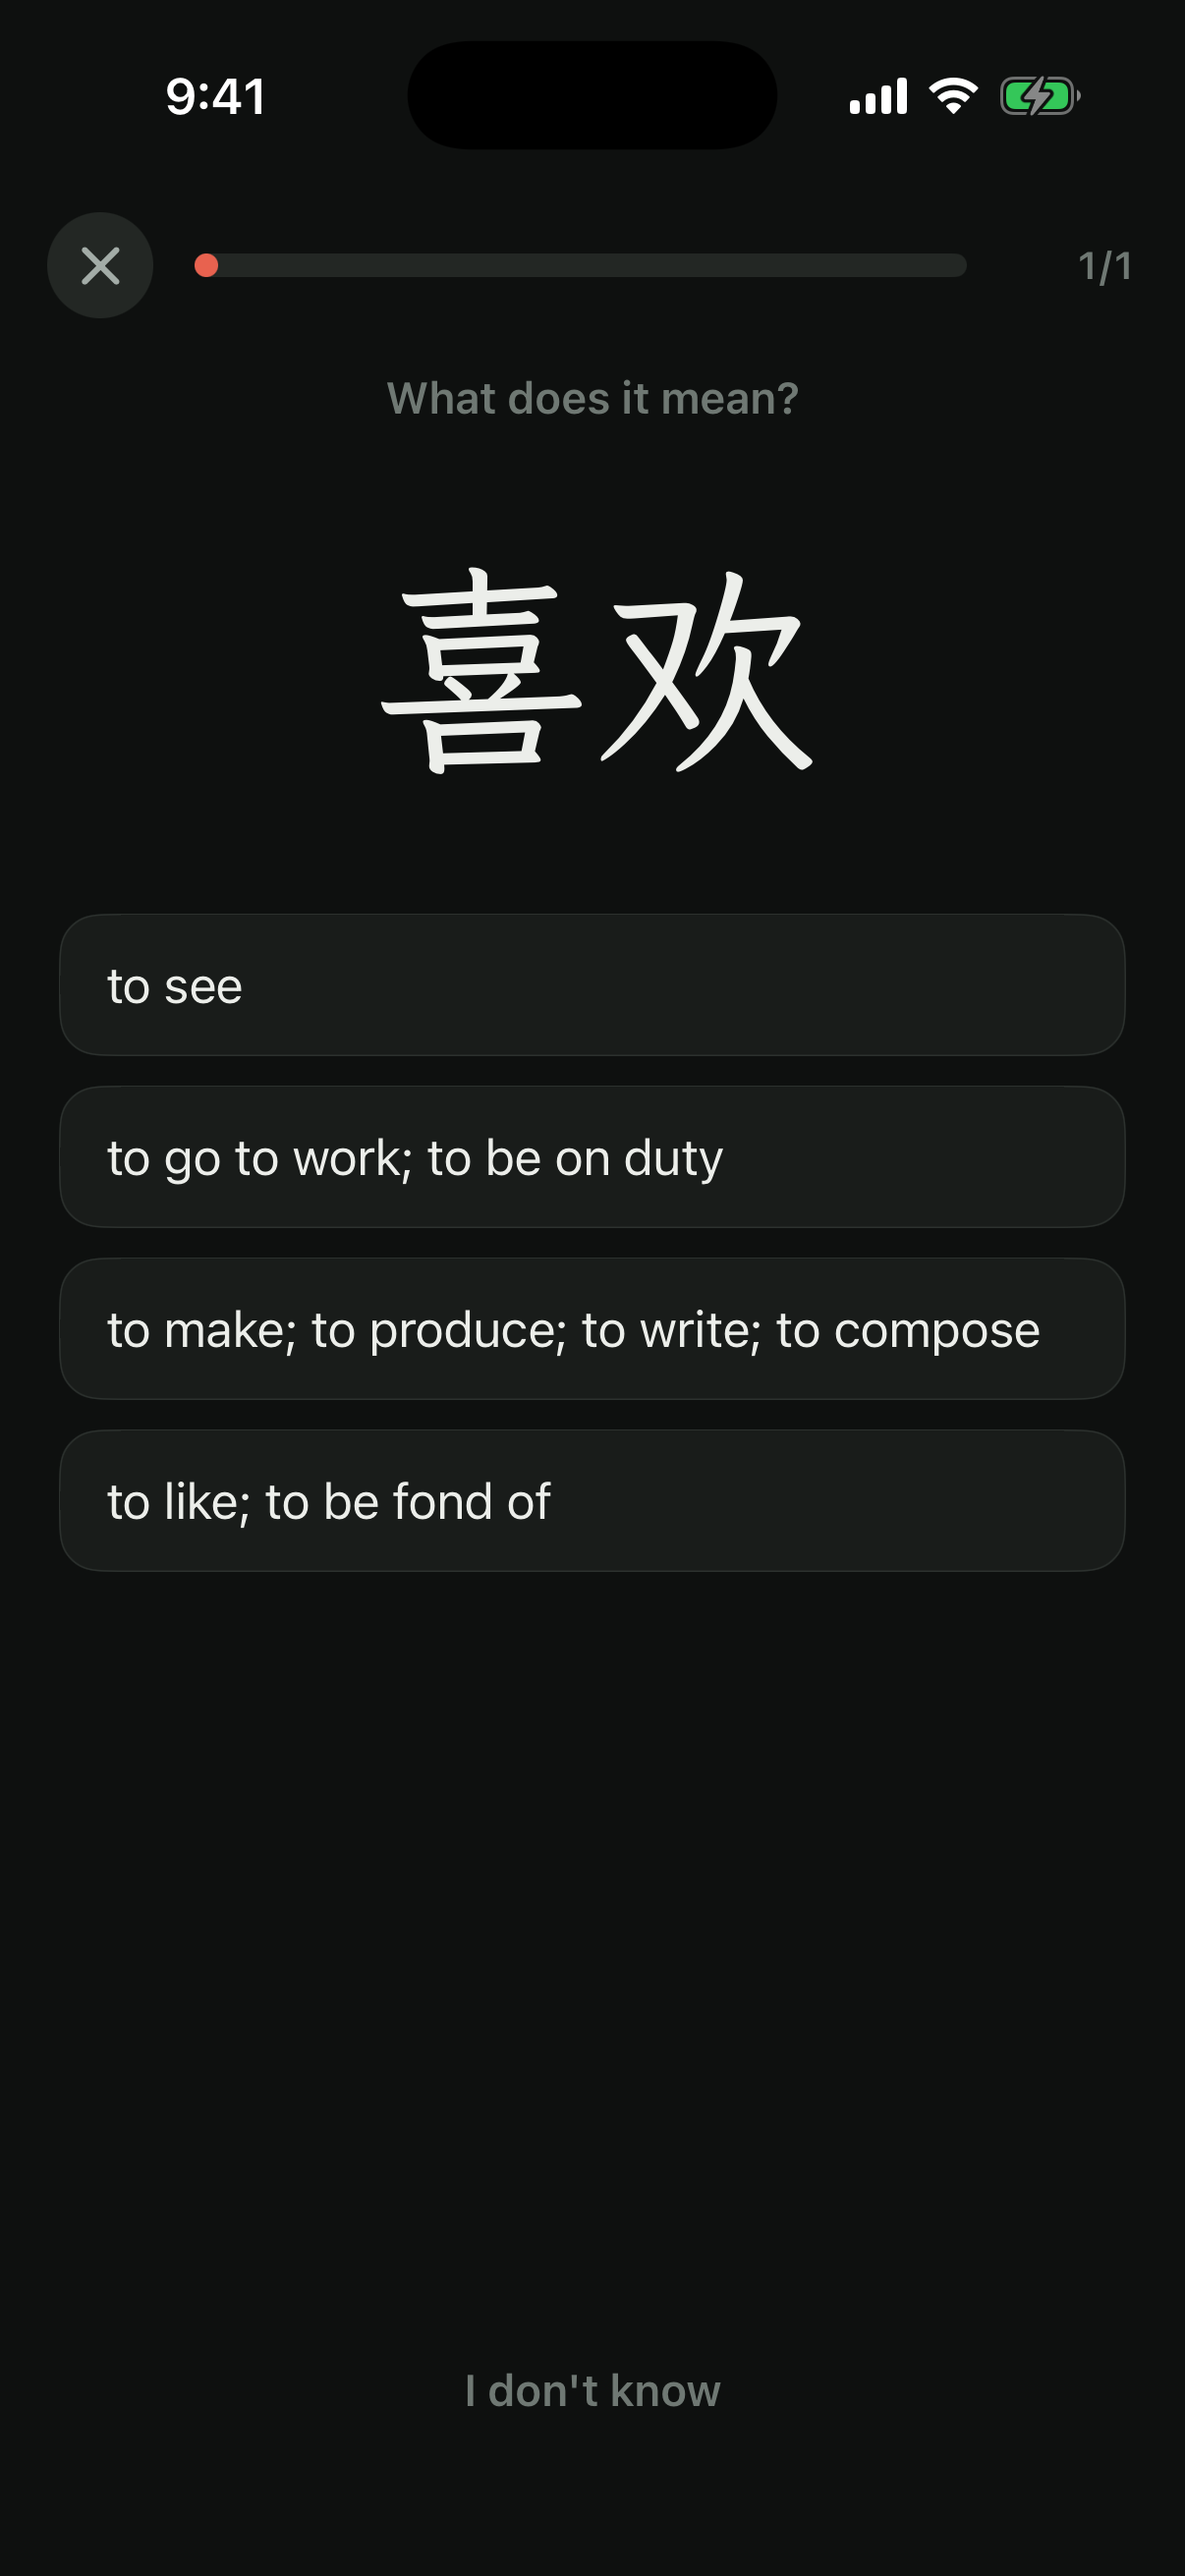 9:41
1/1
What does it mean?
喜欢
to see
to go to work; to be on duty
to make; to produce; to write; to compose
to like; to be fond of
I don't know